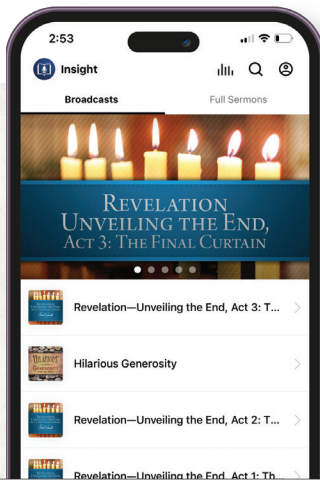 2:53
Insight
Broadcasts
Full Sermons
REVELATION
UNVEILING THE END,
ACT 3: THE FINAL CURTAIN
Revelation—Unveiling the End, Act 3: T...
Hilarious Generosity
Revelation—Unveiling the End, Act 2: T...
Revelation—Unveiling the End, Act 1: Th...